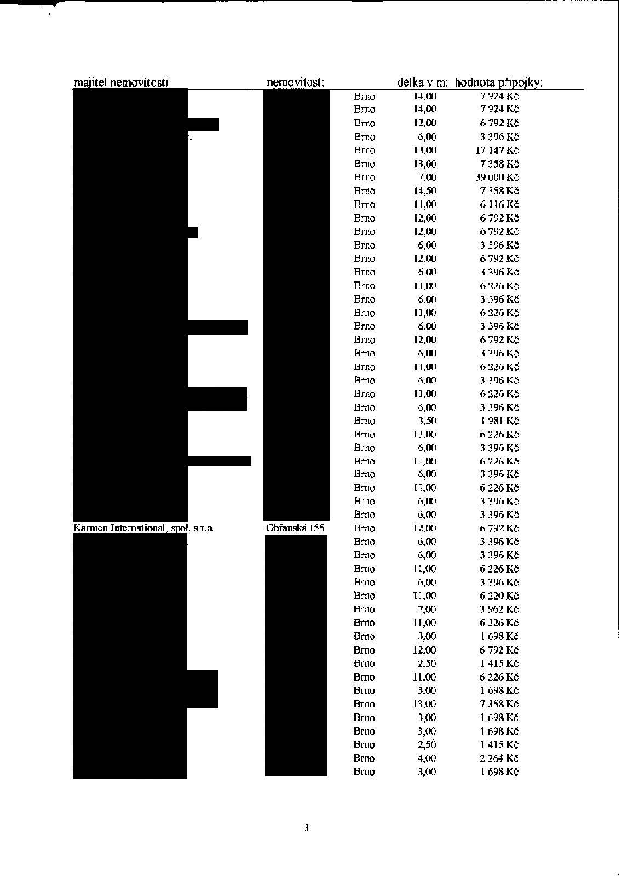 majitel nemovitosti nemovitost: delka v m: hodnota přípojky:
Brno 14,00 7 924 Kč
Brno 14,00 7 924 Kč
Brno 12,00 6 792 Kč
Brno 6,00 3 396 Kč
Brno 17 147 Kč
Brno 13,00 7 358 Kč
Brno 7,00 39 000 Kč
Brno 14,50 7 358 Kč
Brno 11,00 Kč
Brno 12,00 6 792 Kč
Brno 12,00 6 792 Kč
Brno 6,00 3 396 Kč
Brno 12,00 6 792 Kč
Brno 6,00 3 396 Kč
Brno 11,00 6 226 Kč
Brno 6,00 3 396 Kč
Brno 11,00 6 226 Kč
Brno 6,00 3 396 Kč
Brno 12,00 6 792 Kč
Brno 6,00 3 396 Kč
Brno 11,00 6 226 Kč
Brno 6,00 3 396 Kč
Brno 11,00 6 226 Kč
Brno 6,00 3 396 Kč
Brno 3,50 1 981 Kč
Brno 6 226 Kč
Brno 6,00 3 396 Kč
Brno 11,00 6 226 Kč
Brno 6,00 3 396 Kč
Brno 11,00 6 226 Kč
Brno 6,00 3 396 Kč
Brno 6,00 3 396 Kč
Karmen International, spol. s r.o. Obřanská 155 Brno 12,00 6 792 Kč
Brno 6,00 3 396 Kč
Brno 6,00 3 396 Kč
Brno 11,00 6 226 Kč
Brno 6,00 3 396 Kč
Brno 11,00 6 220 Kč
Brno 7,00 3 962 Kč
Brno 11,00 6 226 Kč
Brno 3,00 1 698 Kč
Brno 12,00 6 792 Kč
Brno 2,50 1 415 Kč
Brno 11,00 6 226 Kč
Brno 3,00 1 698 Kč
Brno 13,00 7 358 Kč
Brno 3,00 1 698 Kč
Brno 3,00 1 698 Kč
Brno 2,50 1 415 Kč
Brno 4,00 2 264 Kč
Brno 3,00 1 698 Kč
3